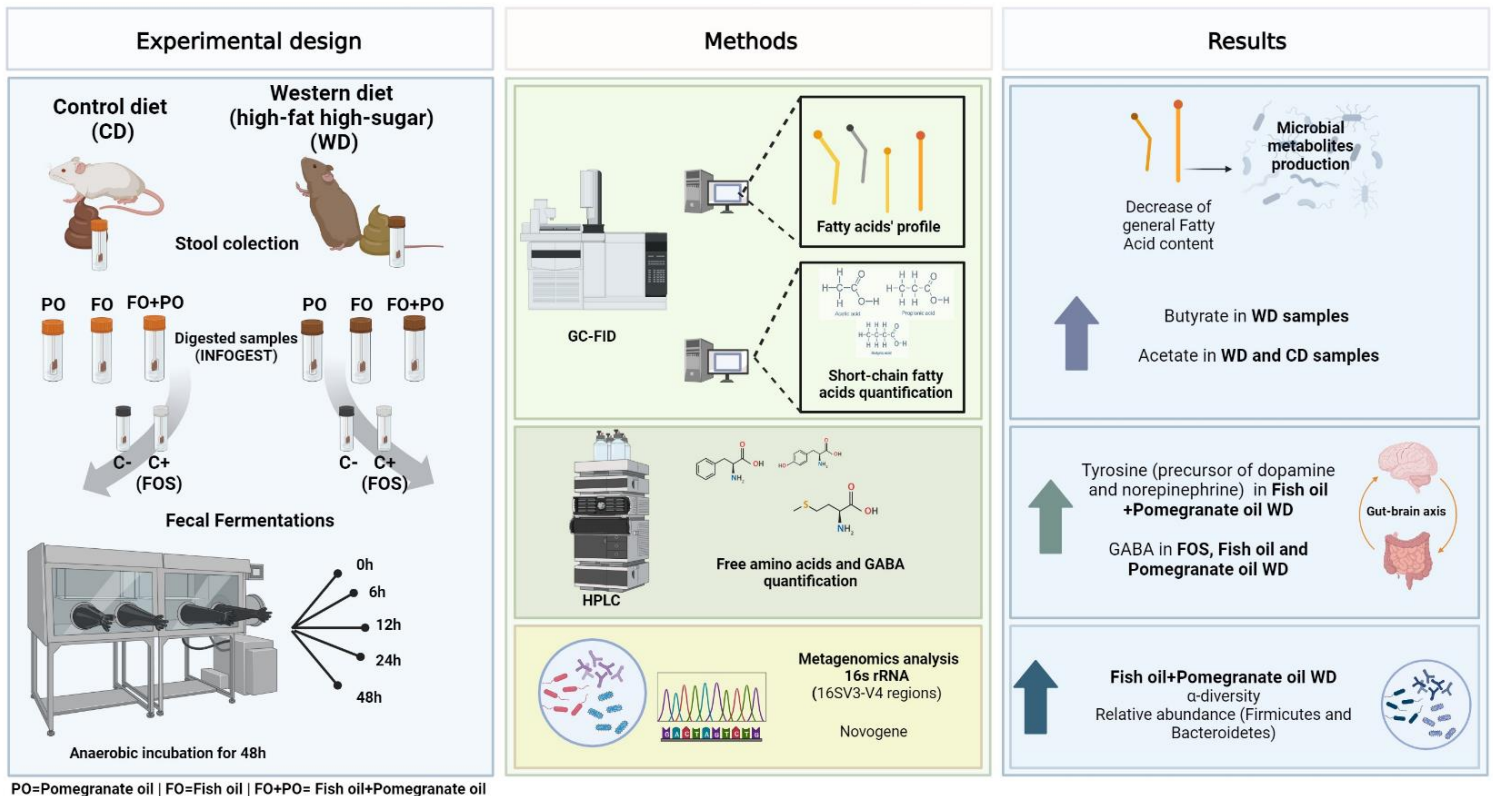 Experimental design
Control diet
(CD)
Western diet
(high-fat high-sugar)
(WD)
Stool colection
PO
FO
FO+PO
Digested samples
(INFOGEST)
PO
FO
FO+PO
C-
C+
(FOS)
C-
C+
(FOS)
Fecal Fermentations
0h
6h
12h
24h
48h
Anaerobic incubation for 48h
PO=Pomegranate oil | FO=Fish oil | FO+PO= Fish oil+Pomegranate oil
Methods
GC-FID
Fatty acids' profile
Acetic acid
Short-chain fatty
acids quantification
HPLC
Free amino acids and GABA
quantification
Metagenomics analysis
16s rRNA
(16SV3-V4 regions)
Novogene
G A C T A G T C T G
Results
Microbial
metabolites
production
Decrease of
general Fatty
Acid content
Butyrate in WD samples
Acetate in WD and CD samples
Tyrosine (precursor of dopamine
and norepinephrine) in Fish oil
+Pomegranate oil WD
GABA in FOS, Fish oil and
Pomegranate oil WD
Gut-brain axis
Fish oil+Pomegranate oil WD
α-diversity
Relative abundance (Firmicutes and
Bacteroidetes)